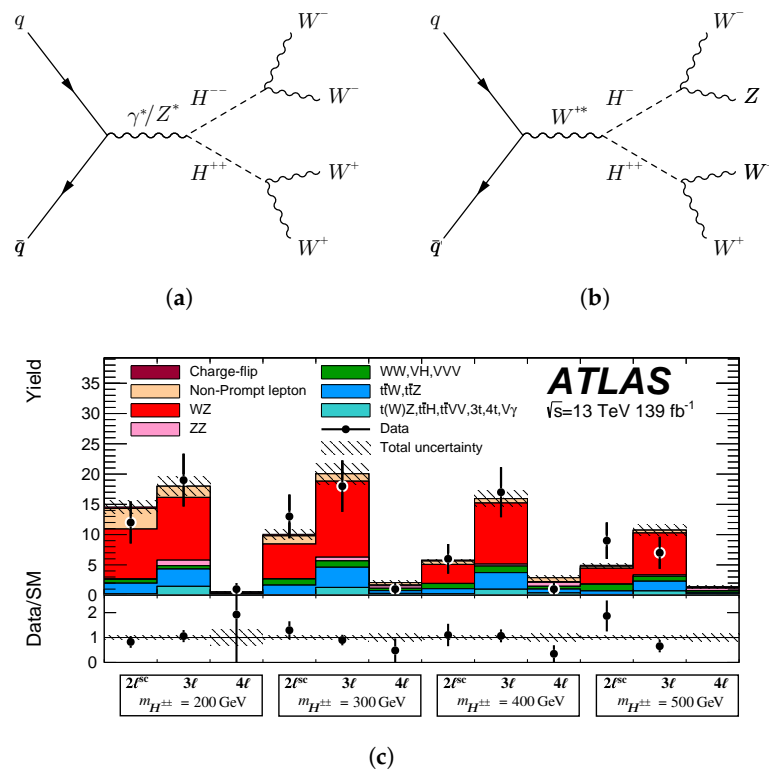 q
W⁻
H⁻⁻
W⁻
γ*/Z*
H⁺⁺
W⁺
q̄
W⁺
(a)
q
W⁻
H⁻
Z
W⁺*
H⁺⁺
W
q̄
W⁺
(b)
Yield
35
30
25
20
15
10
5
0
Charge-flip
Non-Prompt lepton
WZ
ZZ
WW,VH,VVV
tt̄W,tt̄Z
t(W)Z,tt̄H,tt̄VV,3t,4t,Vγ
Data
Total uncertainty
ATLAS
√s=13 TeV 139 fb⁻¹
Data/SM
2
1
0
2ℓˢᶜ 3ℓ 4ℓ
m_H±± = 200 GeV
2ℓˢᶜ 3ℓ 4ℓ
m_H±± = 300 GeV
2ℓˢᶜ 3ℓ 4ℓ
m_H±± = 400 GeV
2ℓˢᶜ 3ℓ 4ℓ
m_H±± = 500 GeV
(c)